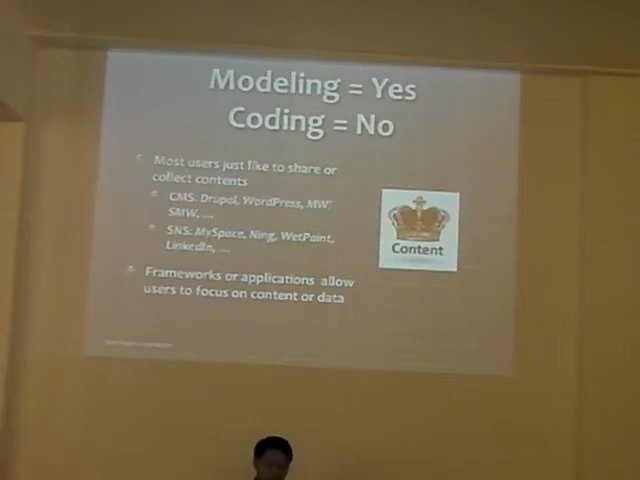 Modeling = Yes
Coding = No
Most users just like to share or
collect contents
CMS: Drupal, WordPress, MW/
SMW, ...
SNS: MySpace, Ning, WetPaint,
LinkedIn, ...
Frameworks or applications allow
users to focus on content or data
Content